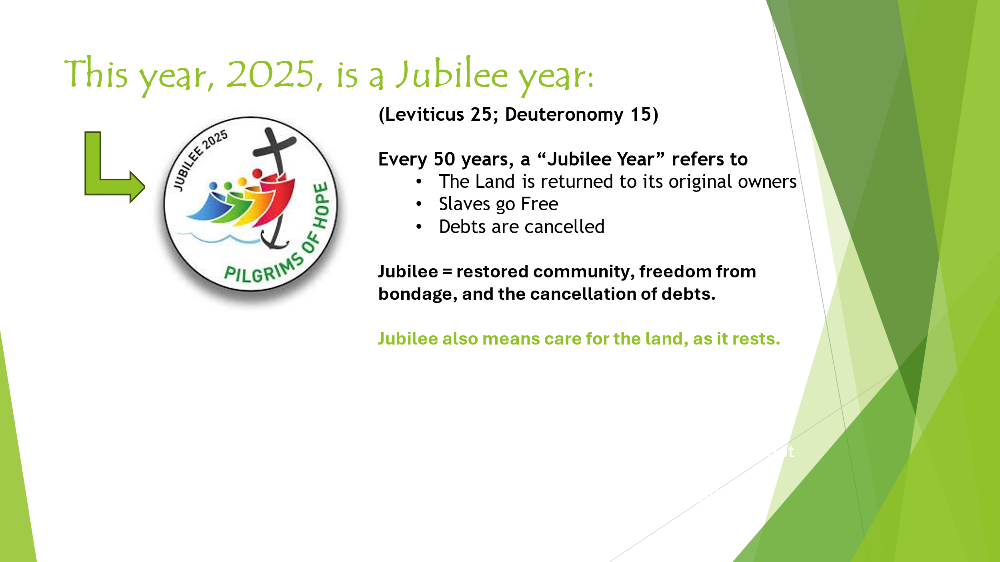 This year, 2025, is a Jubilee year:
JUBILEE 2025
PILGRIMS OF HOPE
(Leviticus 25; Deuteronomy 15)
Every 50 years, a “Jubilee Year” refers to
• The Land is returned to its original owners
• Slaves go Free
• Debts are cancelled
Jubilee = restored community, freedom from
bondage, and the cancellation of debts.
Jubilee also means care for the land, as it rests.